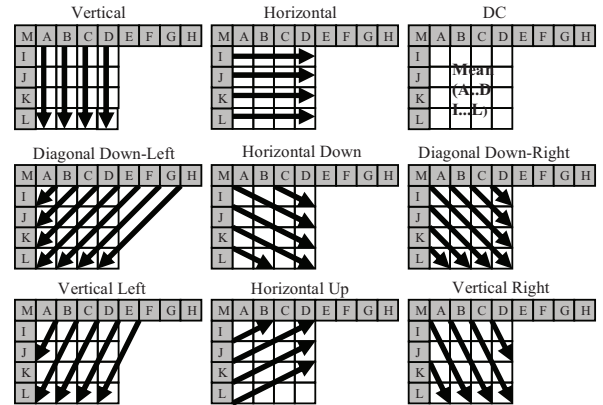 Vertical Horizontal DC
M A B C D E F G H M A B C D E F G H M A B C D E F G H
I I I
J J J Mean
K K K (A..D
L L L I...L)
Diagonal Down-Left Horizontal Down Diagonal Down-Right
M A B C D E F G H M A B C D E F G H M A B C D E F G H
I I I
J J J
K K K
L L L
Vertical Left Horizontal Up Vertical Right
M A B C D E F G H M A B C D E F G H M A B C D E F G H
I I I
J J J
K K K
L L L